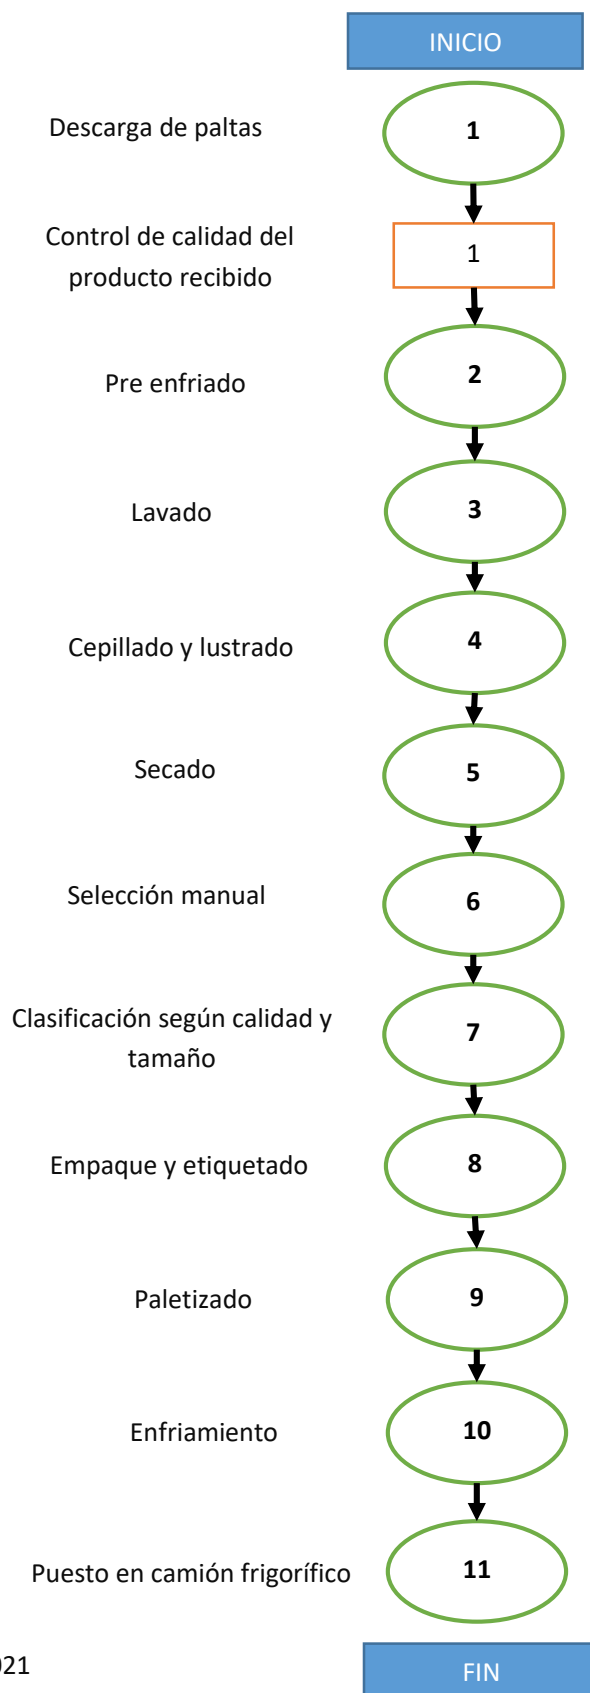 INICIO
Descarga de paltas
1
Control de calidad del
producto recibido
1
Pre enfriado
2
Lavado
3
Cepillado y lustrado
4
Secado
5
Selección manual
6
Clasificación según calidad y
tamaño
7
Empaque y etiquetado
8
Paletizado
9
Enfriamiento
10
Puesto en camión frigorífico
11
FIN